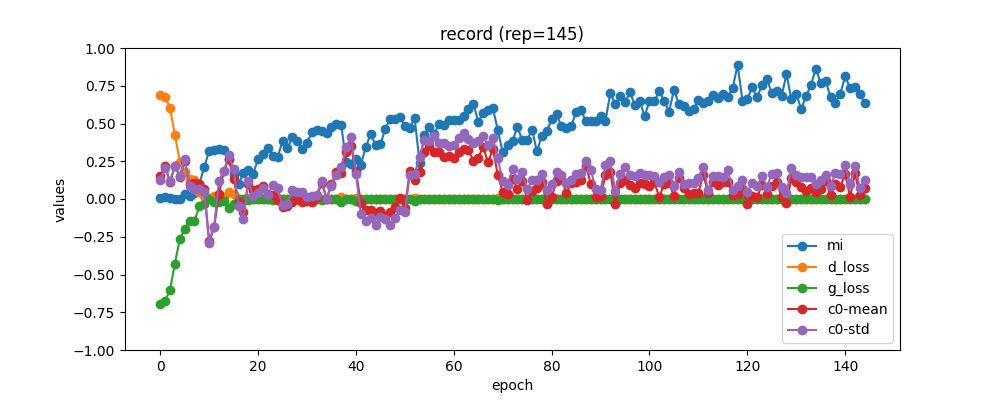 record (rep=145)
1.00
0.75
0.50
0.25
0.00
−0.25
−0.50
−0.75
−1.00
values
0 20 40 60 80 100 120 140
epoch
mi
d_loss
g_loss
c0-mean
c0-std